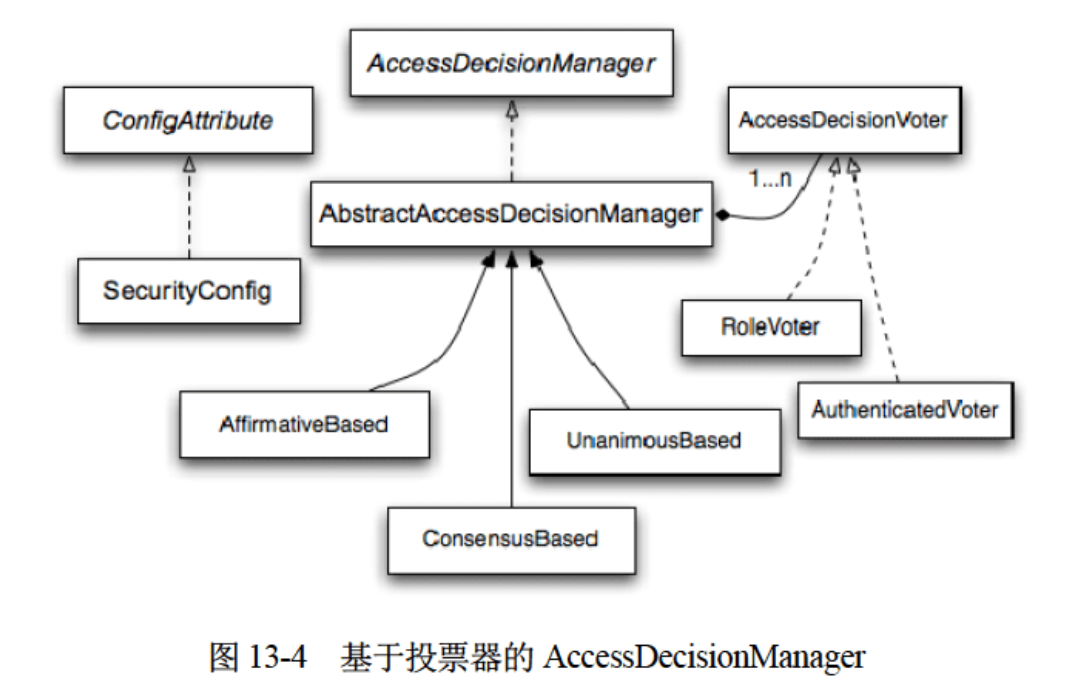 AccessDecisionManager
ConfigAttribute
AccessDecisionVoter
1...n
AbstractAccessDecisionManager
SecurityConfig
RoleVoter
AuthenticatedVoter
AffirmativeBased
UnanimousBased
ConsensusBased
图 13-4 基于投票器的 AccessDecisionManager